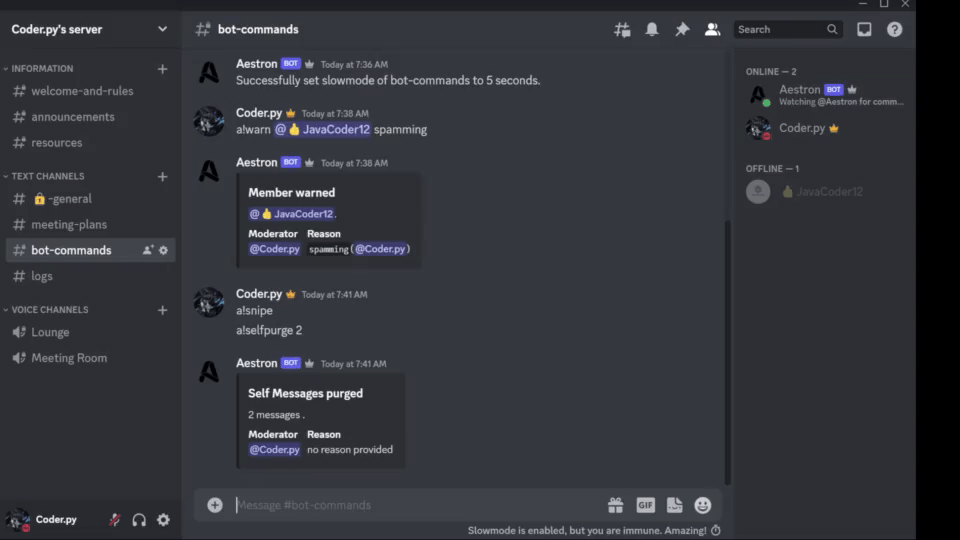 Coder.py's server
INFORMATION
welcome-and-rules
announcements
resources
TEXT CHANNELS
🔒-general
meeting-plans
bot-commands
logs
VOICE CHANNELS
Lounge
Meeting Room
Coder.py
bot-commands
Search
Aestron BOT Today at 7:36 AM
Successfully set slowmode of bot-commands to 5 seconds.
Coder.py Today at 7:38 AM
a!warn @👍JavaCoder12 spamming
Aestron BOT Today at 7:38 AM
Member warned
@👍JavaCoder12.
Moderator Reason
@Coder.py spamming(@Coder.py)
Coder.py Today at 7:41 AM
a!snipe
a!selfpurge 2
Aestron BOT Today at 7:41 AM
Self Messages purged
2 messages .
Moderator Reason
@Coder.py no reason provided
Message #bot-commands
GIF
Slowmode is enabled, but you are immune. Amazing!
ONLINE — 2
Aestron BOT
Watching @Aestron for comm...
Coder.py
OFFLINE — 1
👍JavaCoder12